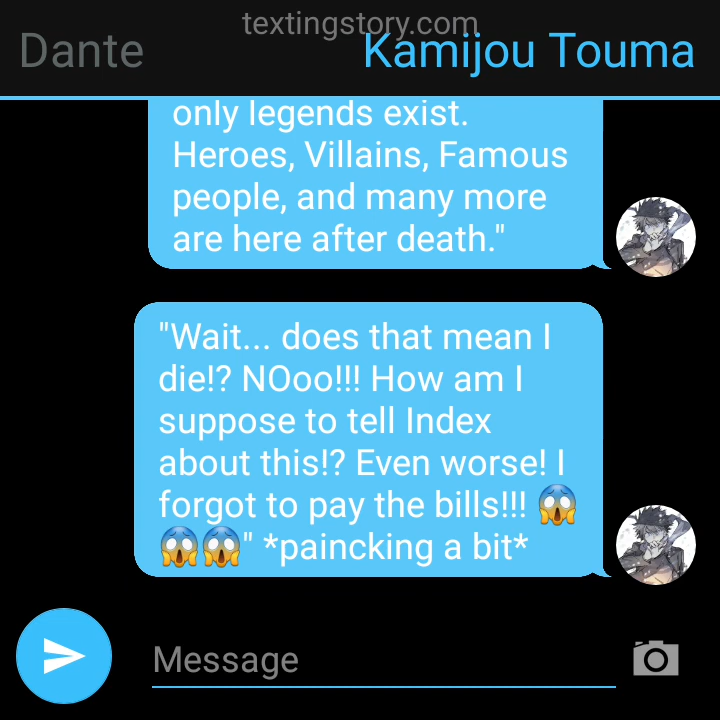 textingstory.com
Dante
Kamijou Touma
only legends exist.
Heroes, Villains, Famous
people, and many more
are here after death."
"Wait... does that mean I
die!? NOoo!!! How am I
suppose to tell Index
about this!? Even worse! I
forgot to pay the bills!!! 😱
😱😱" *paincking a bit*
Message